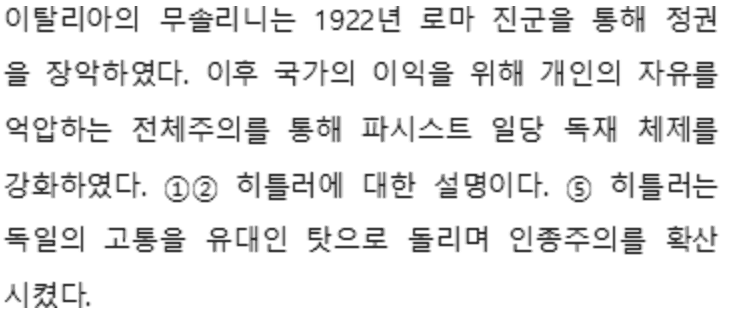 이탈리아의 무솔리니는 1922년 로마 진군을 통해 정권
을 장악하였다. 이후 국가의 이익을 위해 개인의 자유를
억압하는 전체주의를 통해 파시스트 일당 독재 체제를
강화하였다. ①② 히틀러에 대한 설명이다. ⑤ 히틀러는
독일의 고통을 유대인 탓으로 돌리며 인종주의를 확산
시켰다.